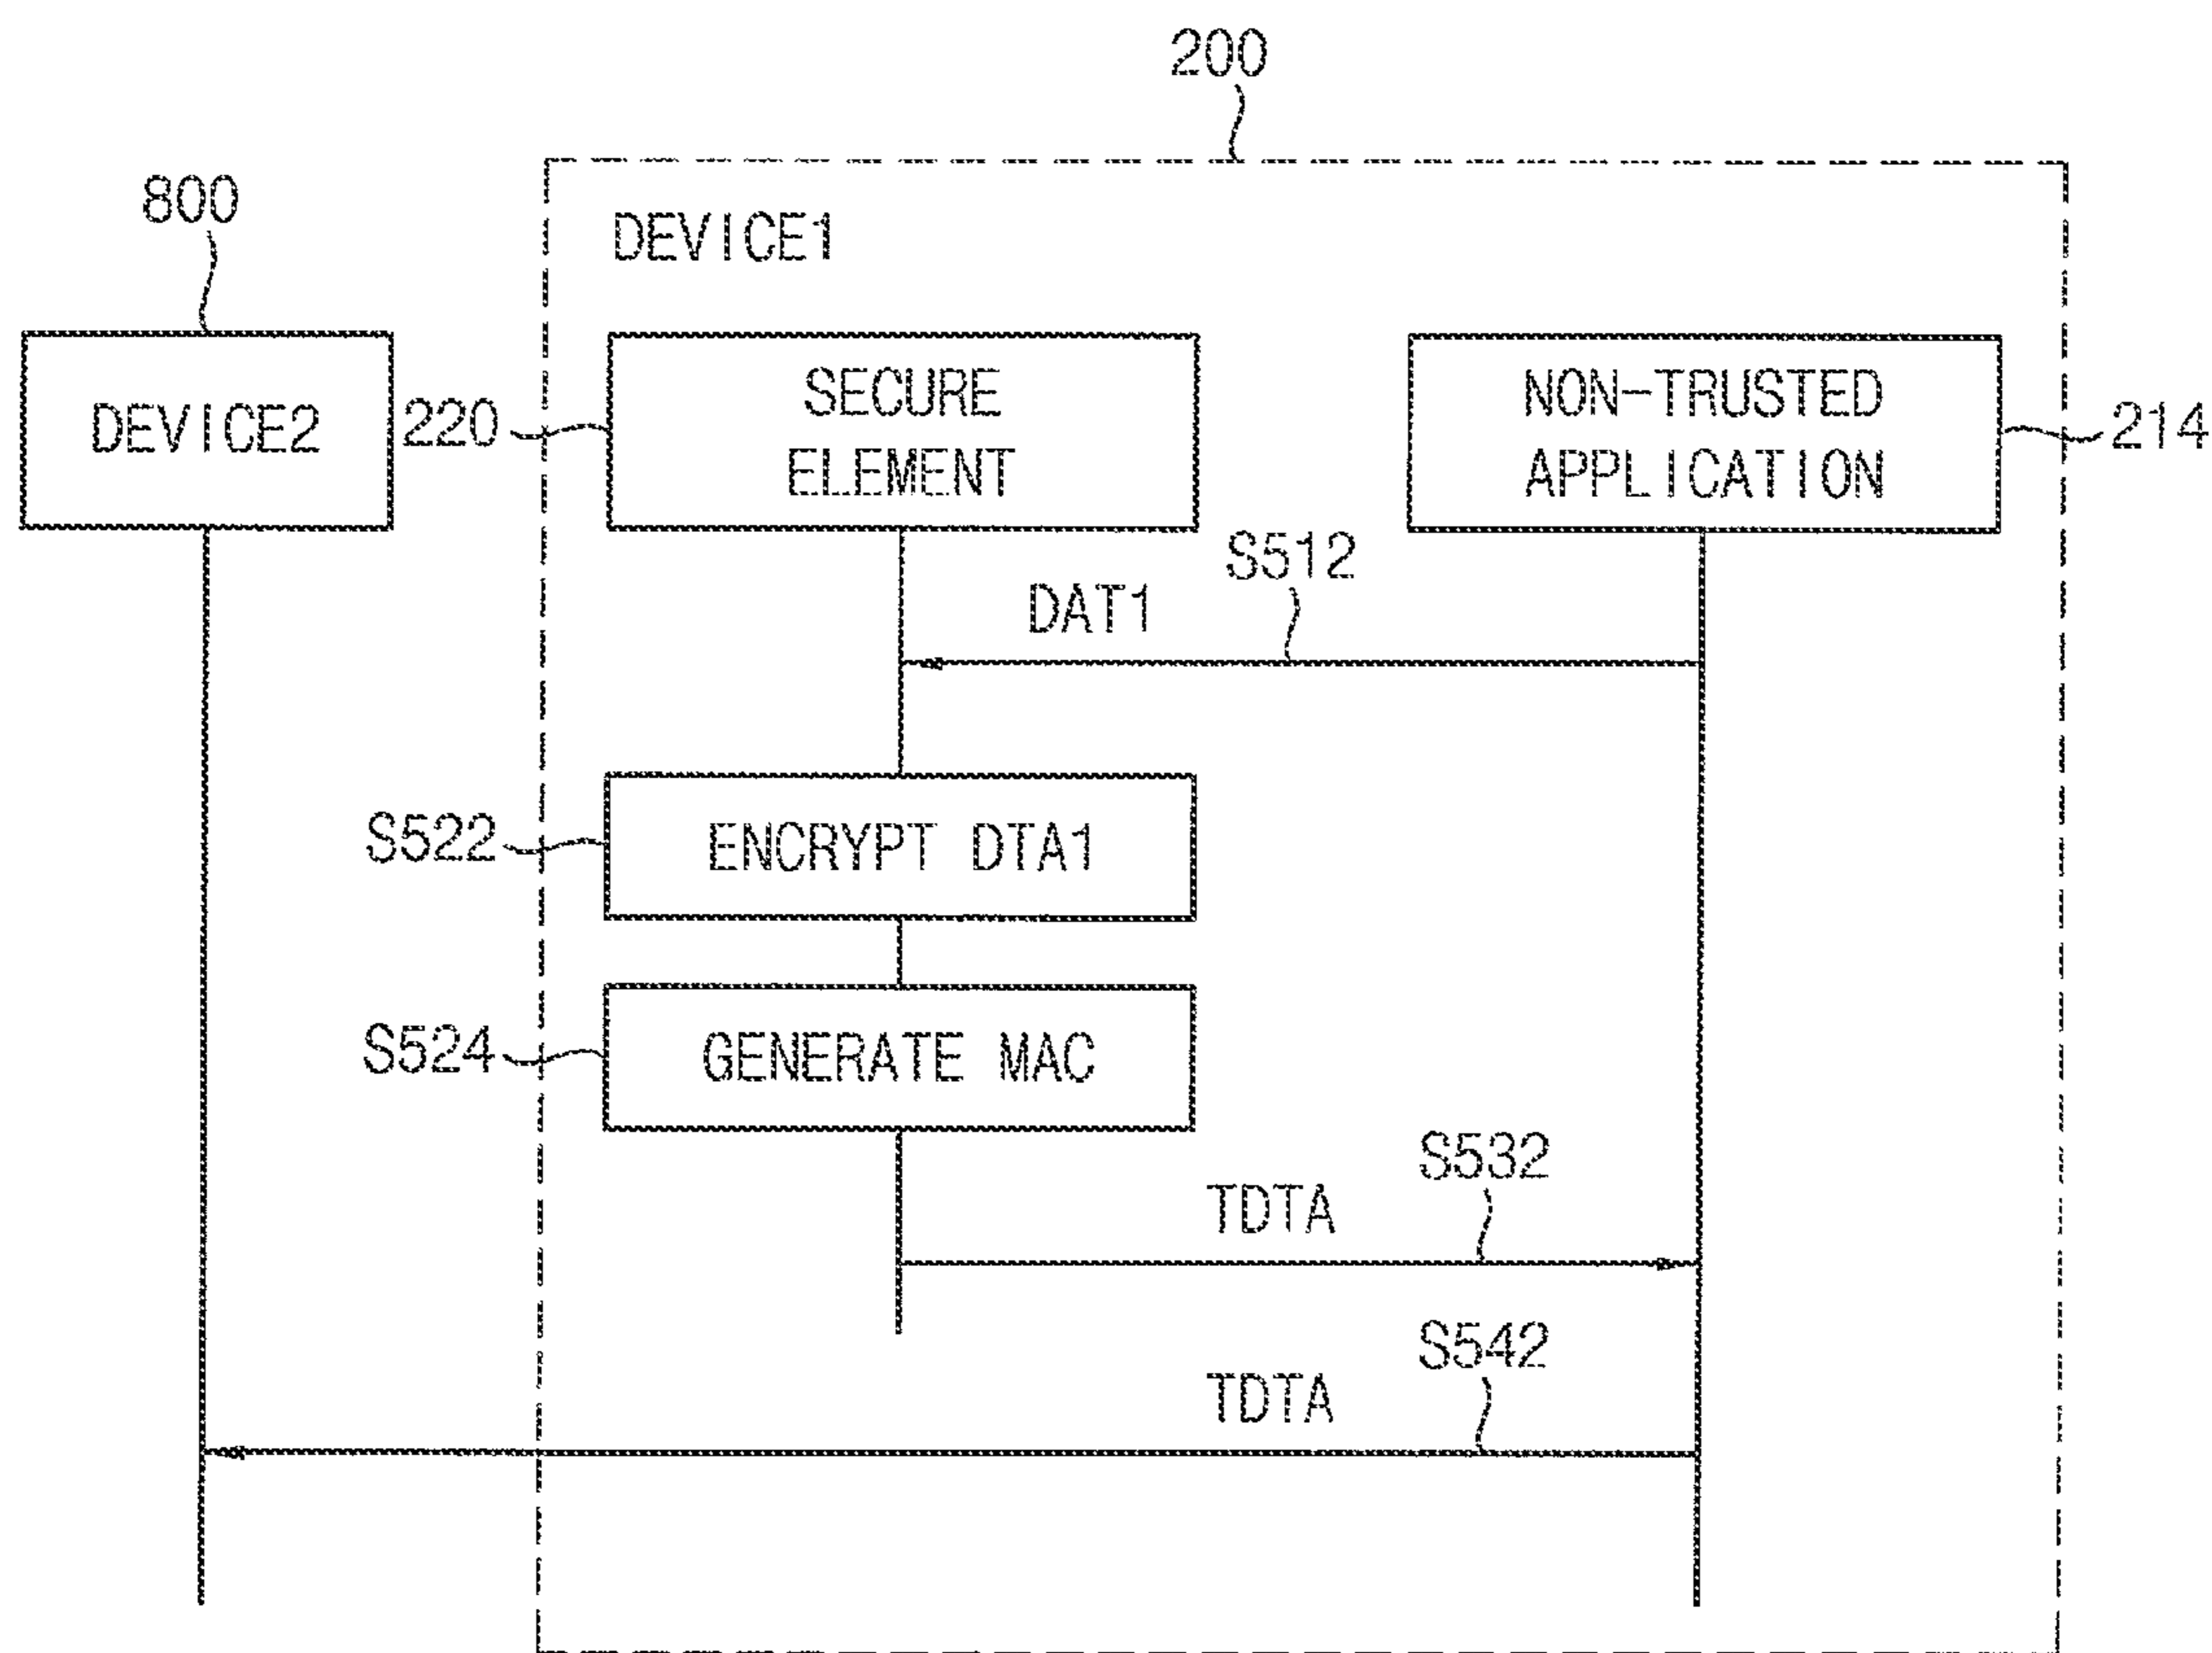 200
800
DEVICE1
DEVICE2
220
SECURE
ELEMENT
NON-TRUSTED
APPLICATION
214
S512
DAT1
S522
ENCRYPT DTA1
S524
GENERATE MAC
S532
TDTA
S542
TDTA